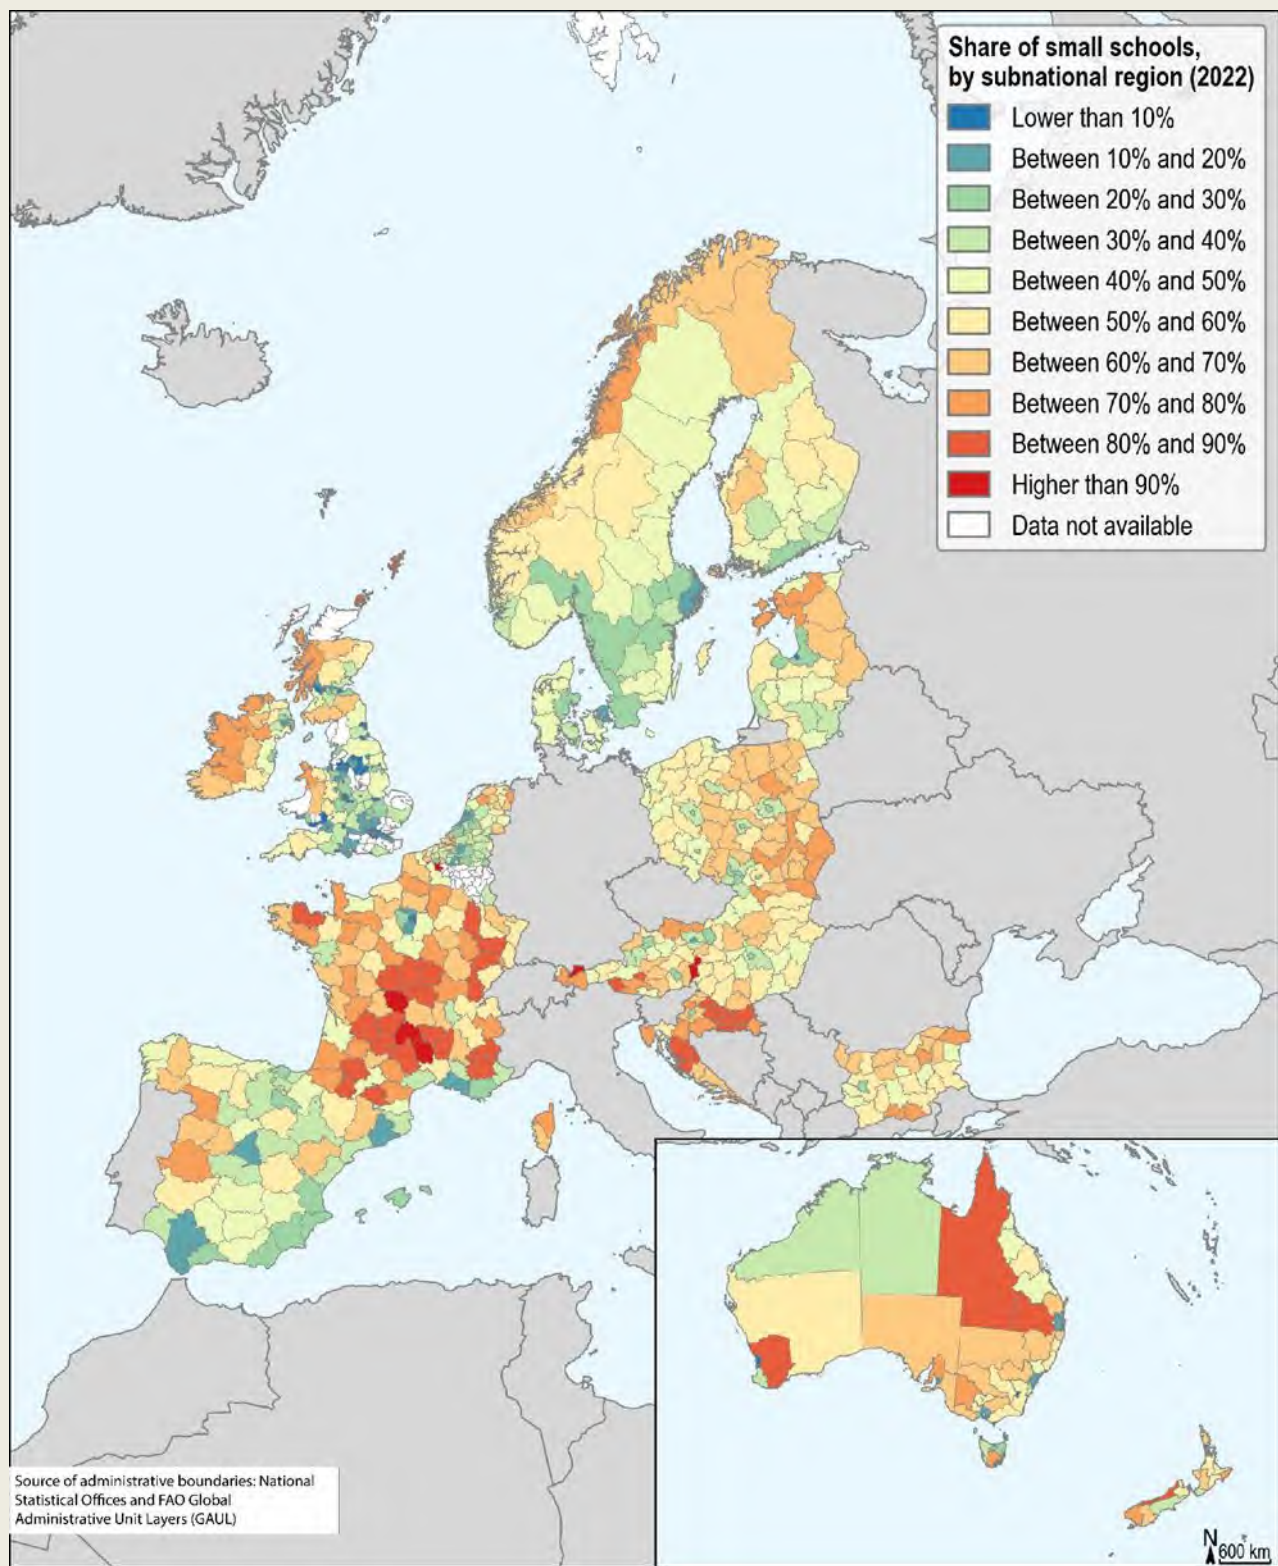 Share of small schools,
by subnational region (2022)
Lower than 10%
Between 10% and 20%
Between 20% and 30%
Between 30% and 40%
Between 40% and 50%
Between 50% and 60%
Between 60% and 70%
Between 70% and 80%
Between 80% and 90%
Higher than 90%
Data not available
Source of administrative boundaries: National
Statistical Offices and FAO Global
Administrative Unit Layers (GAUL)
N
600 km